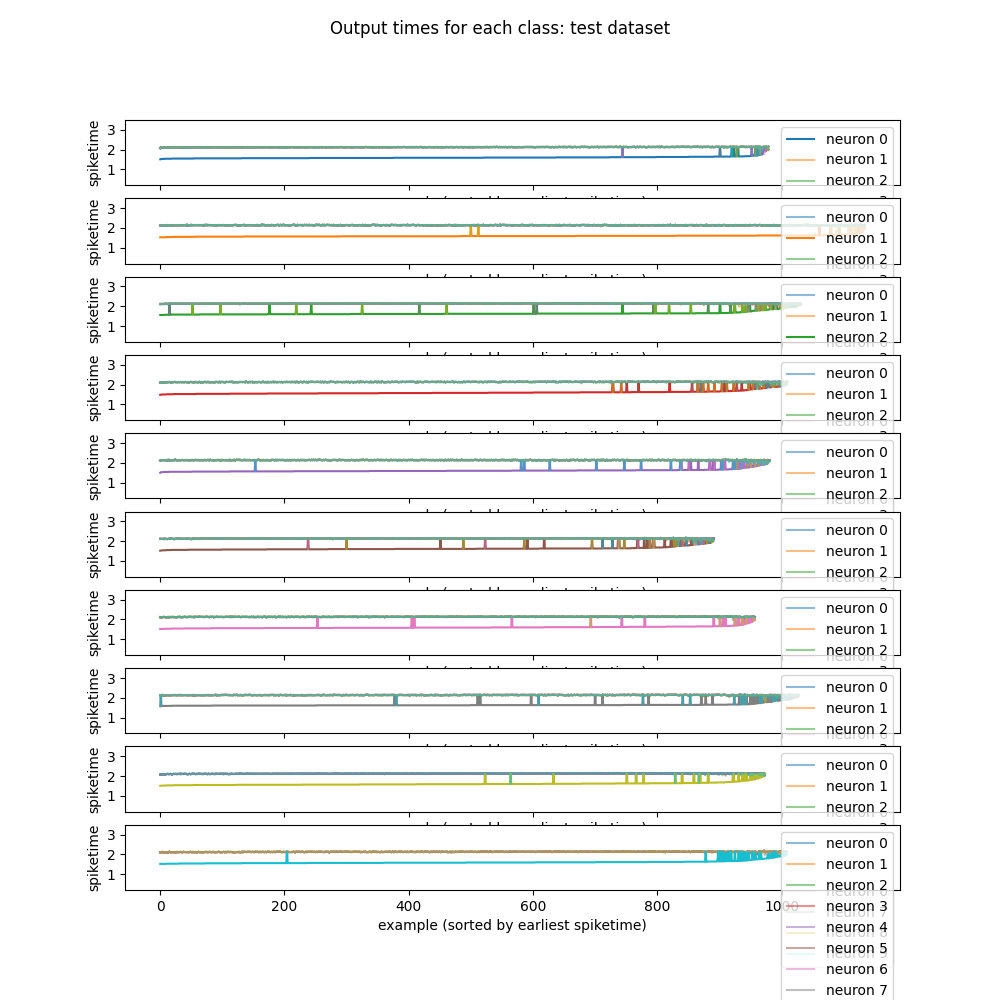 Output times for each class: test dataset
spiketime
3
2
1
neuron 0
neuron 1
neuron 2
spiketime
3
2
1
neuron 0
neuron 1
neuron 2
spiketime
3
2
1
neuron 0
neuron 1
neuron 2
spiketime
3
2
1
neuron 0
neuron 1
neuron 2
spiketime
3
2
1
neuron 0
neuron 1
neuron 2
spiketime
3
2
1
neuron 0
neuron 1
neuron 2
spiketime
3
2
1
neuron 0
neuron 1
neuron 2
spiketime
3
2
1
neuron 0
neuron 1
neuron 2
spiketime
3
2
1
neuron 0
neuron 1
neuron 2
spiketime
3
2
1
neuron 0
neuron 1
neuron 2
neuron 3
neuron 4
neuron 5
neuron 6
neuron 7
0 200 400 600 800 1000
example (sorted by earliest spiketime)